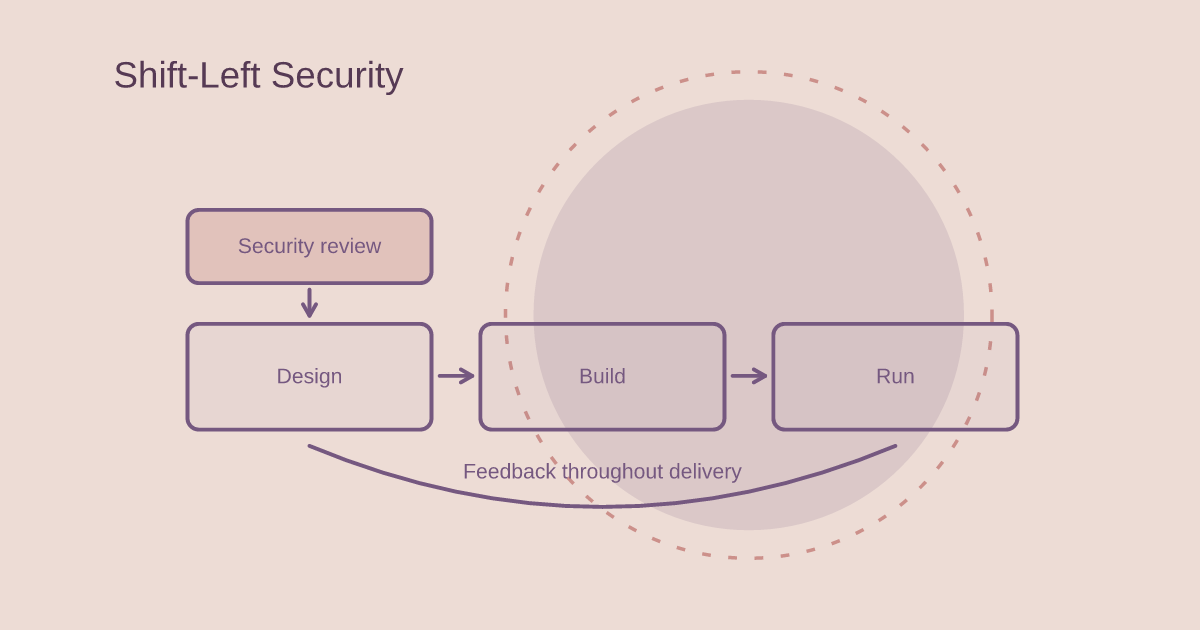 Shift-Left Security
Security review
Design
Build
Run
Feedback throughout delivery